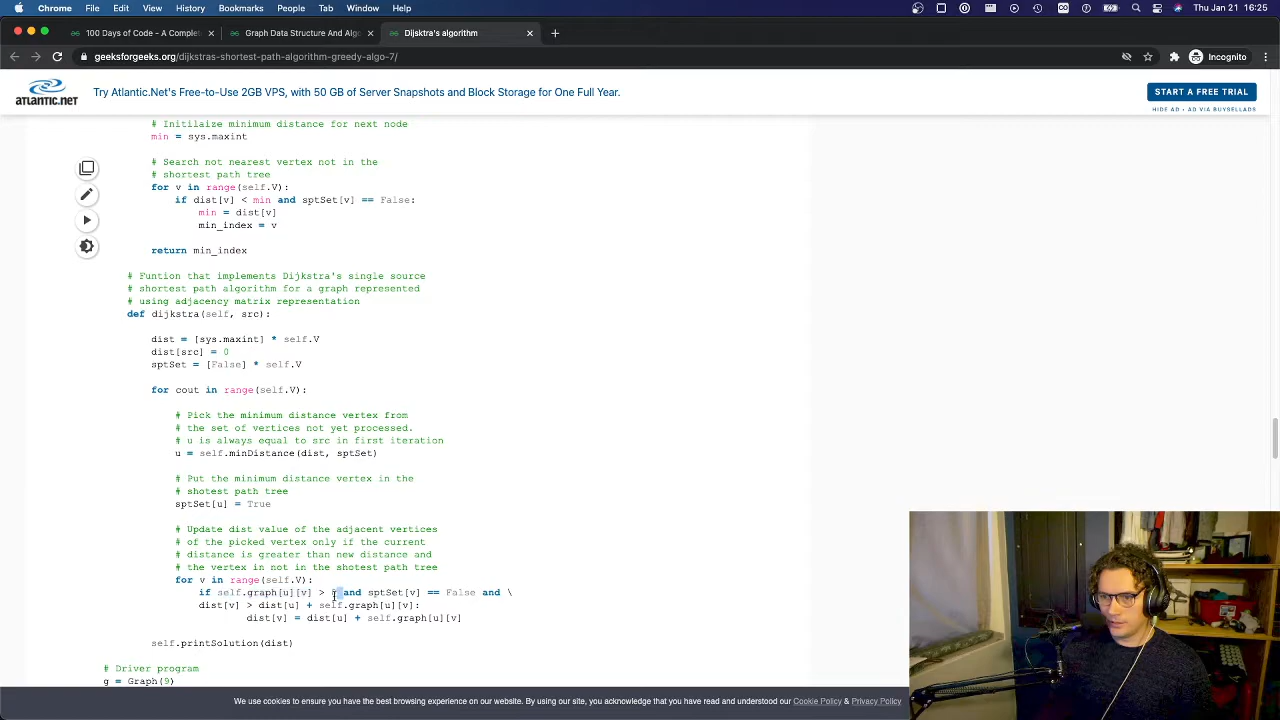 Chrome File Edit View History Bookmarks People Tab Window Help Thu Jan 21 16:25
100 Days of Code - A Complet Graph Data Structure And Algo Dijsktra's algorithm
geeksforgeeks.org/dijkstras-shortest-path-algorithm-greedy-algo-7/ Incognito
ATLANTIC.NET Try Atlantic.Net's Free-to-Use 2GB VPS, with 50 GB of Server Snapshots and Block Storage for One Full Year. START A FREE TRIAL
HIDE AD • AD VIA BUYSELLADS
# Initilaize minimum distance for next node
min = sys.maxint
# Search not nearest vertex not in the
# shortest path tree
for v in range(self.V):
if dist[v] < min and sptSet[v] == False:
min = dist[v]
min_index = v
return min_index
# Funtion that implements Dijkstra's single source
# shortest path algorithm for a graph represented
# using adjacency matrix representation
def dijkstra(self, src):
dist = [sys.maxint] * self.V
dist[src] = 0
sptSet = [False] * self.V
for cout in range(self.V):
# Pick the minimum distance vertex from
# the set of vertices not yet processed.
# u is always equal to src in first iteration
u = self.minDistance(dist, sptSet)
# Put the minimum distance vertex in the
# shotest path tree
sptSet[u] = True
# Update dist value of the adjacent vertices
# of the picked vertex only if the current
# distance is greater than new distance and
# the vertex in not in the shotest path tree
for v in range(self.V):
if self.graph[u][v] > and sptSet[v] == False and \
dist[v] > dist[u] + self.graph[u][v]:
dist[v] = dist[u] + self.graph[u][v]
self.printSolution(dist)
# Driver program
g = Graph(9)
We use cookies to ensure you have the best browsing experience on our website. By using our site, you acknowledge that you have read and understood our Cookie Policy & Privacy Policy